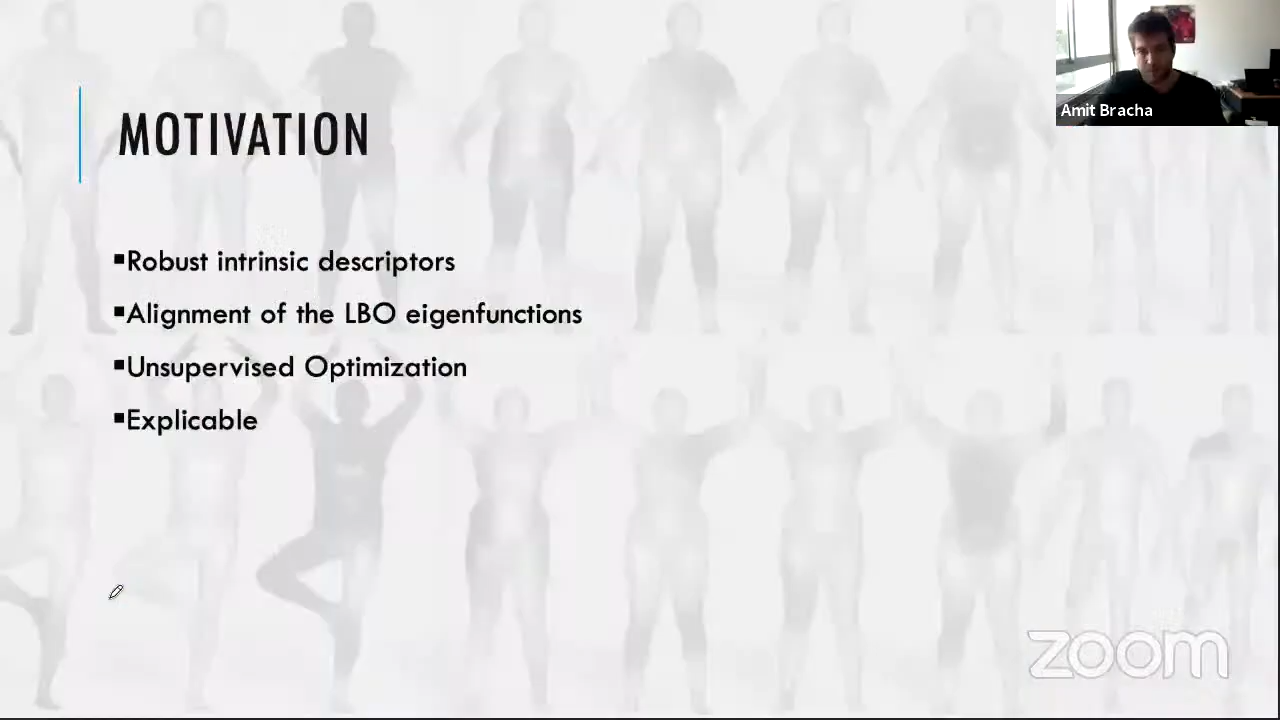 Amit Bracha
MOTIVATION
▪Robust intrinsic descriptors
▪Alignment of the LBO eigenfunctions
▪Unsupervised Optimization
▪Explicable
zoom